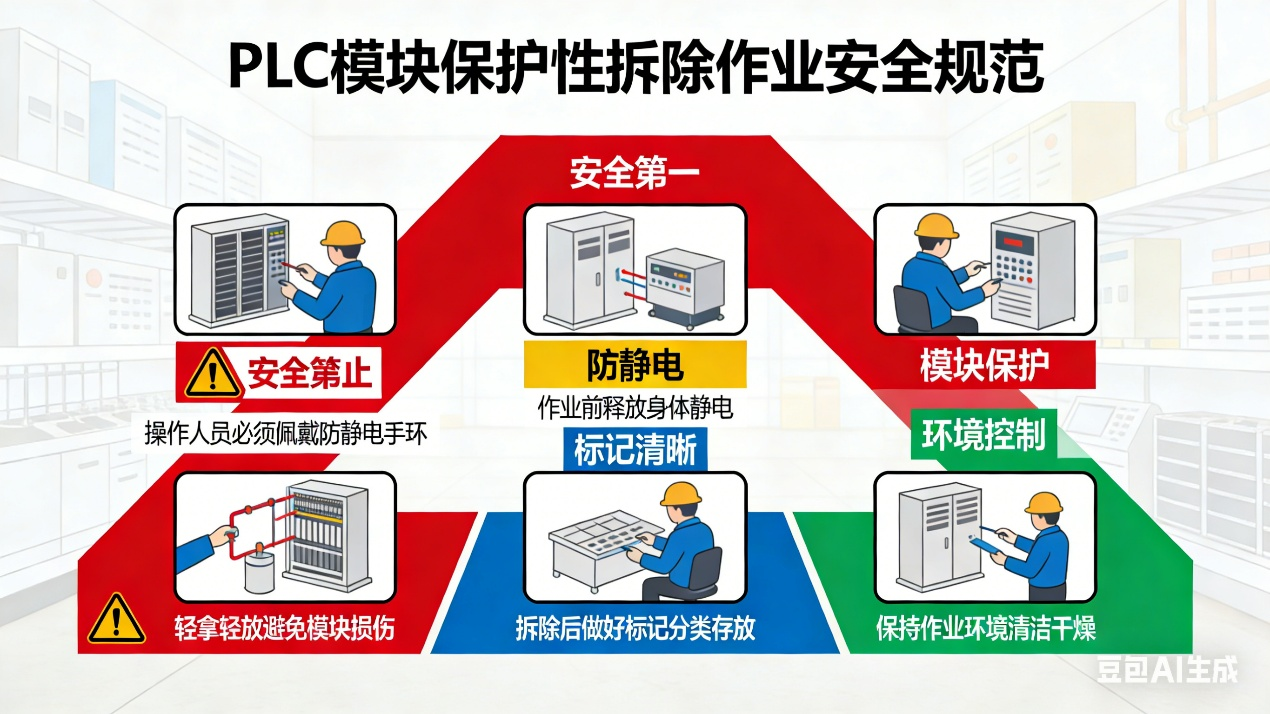 PLC模块保护性拆除作业安全规范
安全第一
安全第止
操作人员必须佩戴防静电手环
防静电
作业前释放身体静电
模块保护
标记清晰
环境控制
轻拿轻放避免模块损伤
拆除后做好标记分类存放
保持作业环境清洁干燥
豆包AI生成